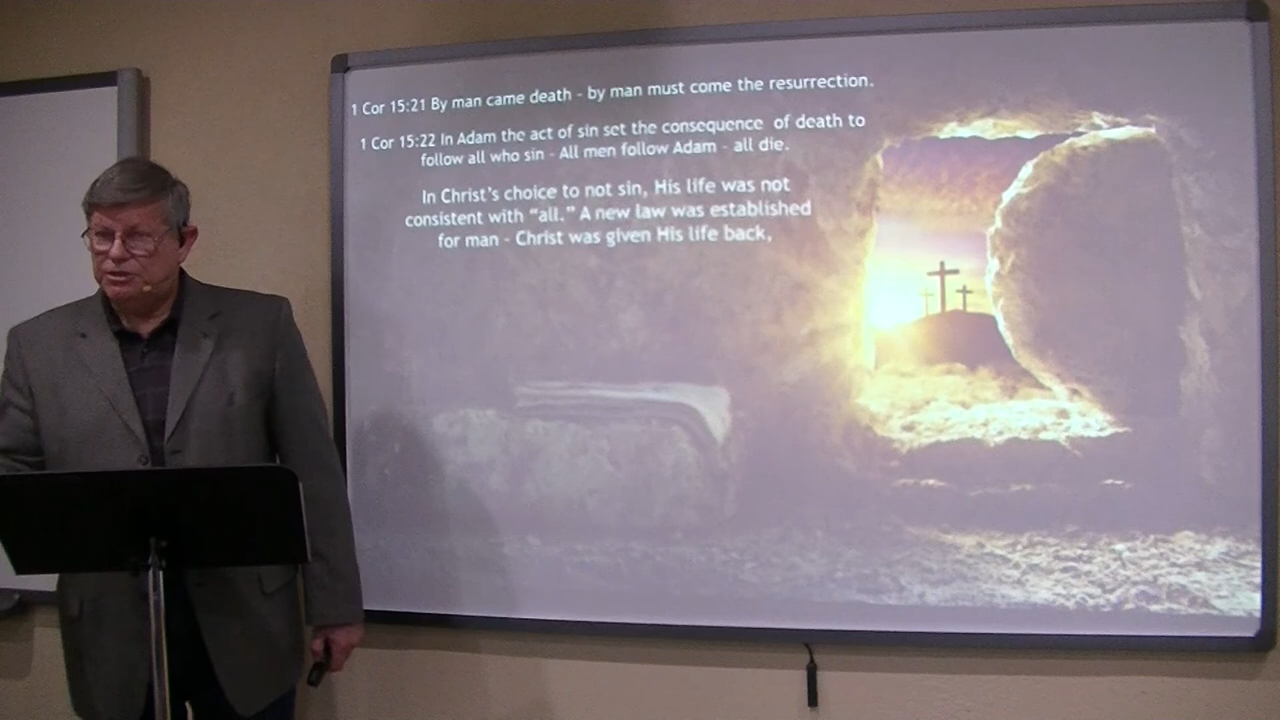 1 Cor 15:21 By man came death - by man must come the resurrection.
1 Cor 15:22 In Adam the act of sin set the consequence of death to
follow all who sin - All men follow Adam - all die.
In Christ's choice to not sin, His life was not
consistent with "all." A new law was established
for man - Christ was given His life back,